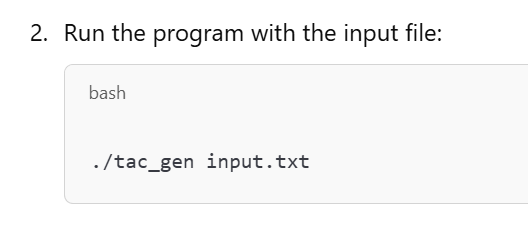 2. Run the program with the input file:
bash
./tac_gen input.txt